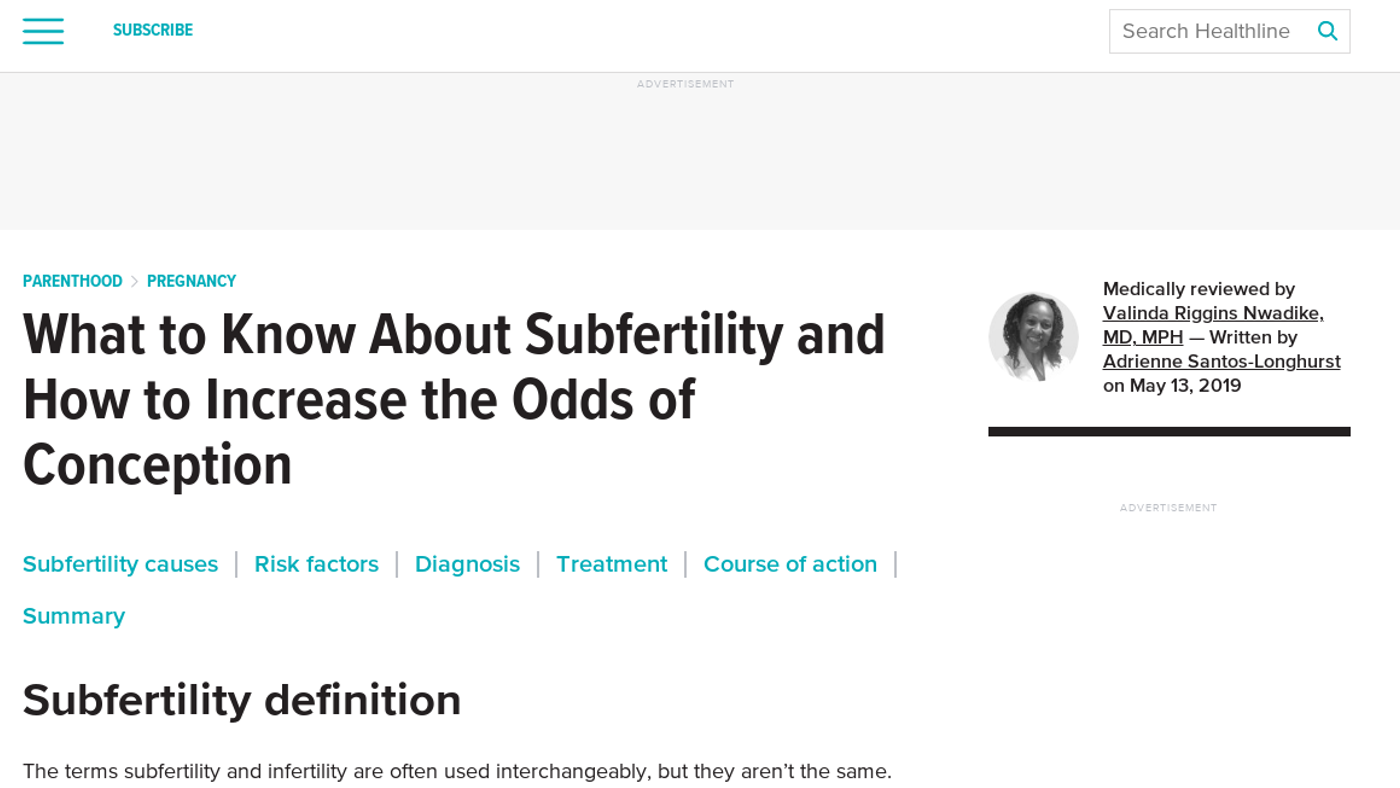 SUBSCRIBE
Search Healthline
ADVERTISEMENT
PARENTHOOD > PREGNANCY
What to Know About Subfertility and
How to Increase the Odds of
Conception
Medically reviewed by
Valinda Riggins Nwadike,
MD, MPH — Written by
Adrienne Santos-Longhurst
on May 13, 2019
ADVERTISEMENT
Subfertility causes | Risk factors | Diagnosis | Treatment | Course of action |
Summary
Subfertility definition
The terms subfertility and infertility are often used interchangeably, but they aren’t the same.